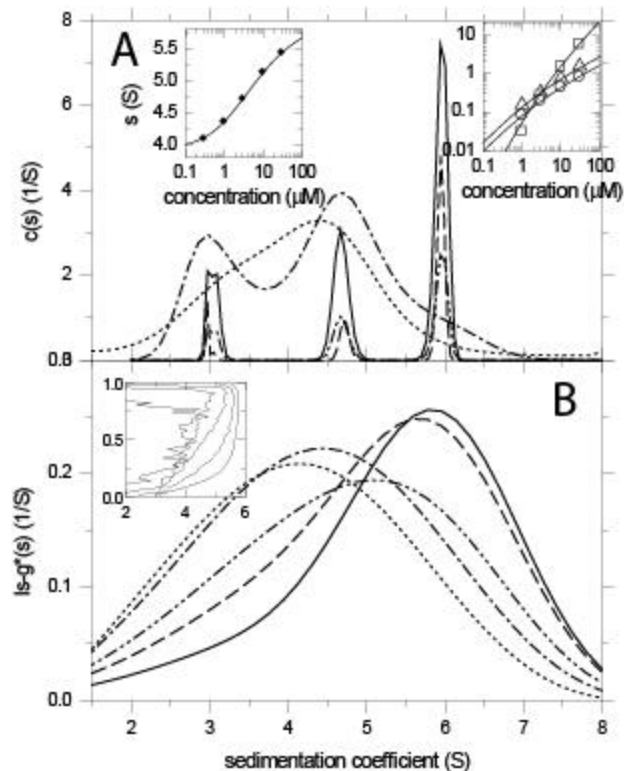 A
8
6
4
2
0.3
c(s) (1/S)
5.5
5.0
4.5
4.0
s (S)
0.1 1 10 100
concentration (µM)
10
1
0.1
0.01
0.1 1 10 100
concentration (µM)
B
1.0
0.5
0.0
2 4 6
0.2
0.1
0.0
ls-g*(s) (1/S)
2 3 4 5 6 7 8
sedimentation coefficient (S)